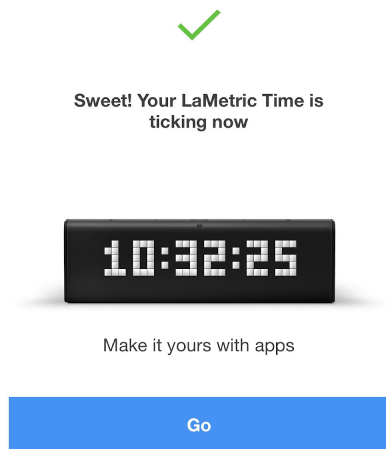 Sweet! Your LaMetric Time is
ticking now
10:32:25
Make it yours with apps
Go